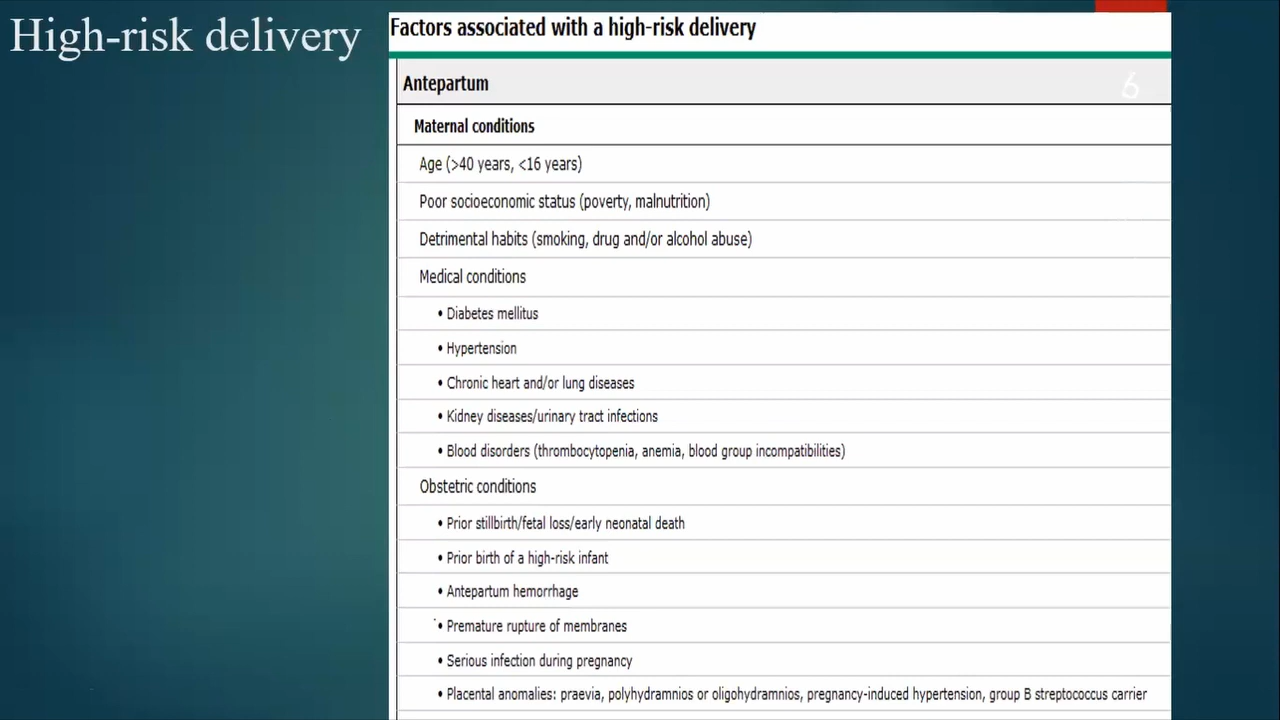 High-risk delivery
Factors associated with a high-risk delivery
Antepartum
6
Maternal conditions
Age (>40 years, <16 years)
Poor socioeconomic status (poverty, malnutrition)
Detrimental habits (smoking, drug and/or alcohol abuse)
Medical conditions
• Diabetes mellitus
• Hypertension
• Chronic heart and/or lung diseases
• Kidney diseases/urinary tract infections
• Blood disorders (thrombocytopenia, anemia, blood group incompatibilities)
Obstetric conditions
• Prior stillbirth/fetal loss/early neonatal death
• Prior birth of a high-risk infant
• Antepartum hemorrhage
• Premature rupture of membranes
• Serious infection during pregnancy
• Placental anomalies: praevia, polyhydramnios or oligohydramnios, pregnancy-induced hypertension, group B streptococcus carrier